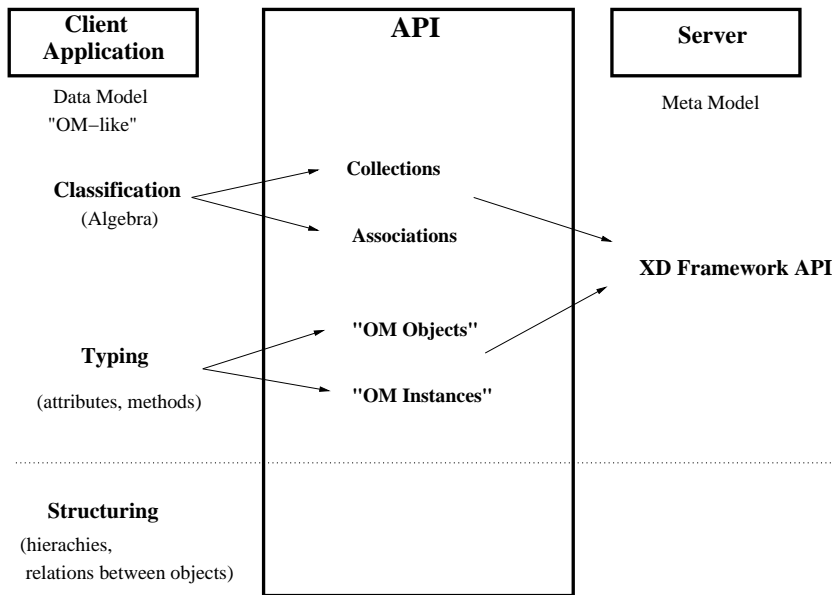 Client
Application
API
Server
Data Model
"OM−like"
Meta Model
Classification
(Algebra)
Collections
Associations
XD Framework API
Typing
(attributes, methods)
"OM Objects"
"OM Instances"
Structuring
(hierachies,
relations between objects)